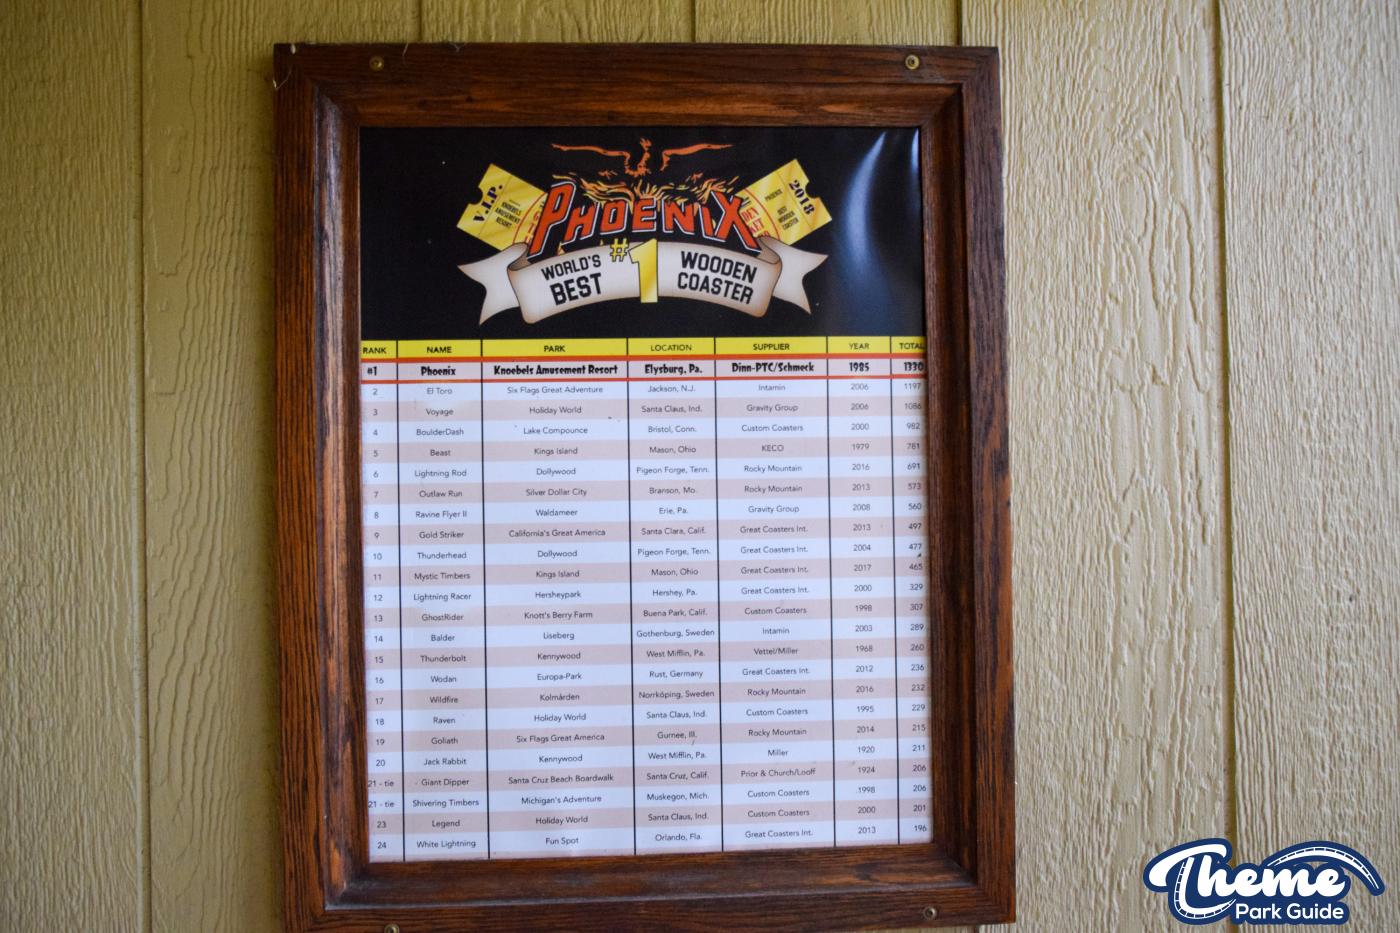 V.I.P.
KNOEBELS
AMUSEMENT
RESORT
PHOENIX
2018
PHOENIX
BEST
WOODEN
COASTER
WORLD'S
BEST
#1
WOODEN
COASTER
RANK NAME PARK LOCATION SUPPLIER YEAR TOTAL
#1 Phoenix Knoebels Amusement Resort Elysburg, Pa. Dinn-PTC/Schmeck 1985 1330
2 El Toro Six Flags Great Adventure Jackson, N.J. Intamin 2006 1197
3 Voyage Holiday World Santa Claus, Ind. Gravity Group 2006 1086
4 BoulderDash Lake Compounce Bristol, Conn. Custom Coasters 2000 982
5 Beast Kings Island Mason, Ohio KECO 1979 781
6 Lightning Rod Dollywood Pigeon Forge, Tenn. Rocky Mountain 2016 691
7 Outlaw Run Silver Dollar City Branson, Mo. Rocky Mountain 2013 573
8 Ravine Flyer II Waldameer Erie, Pa. Gravity Group 2008 560
9 Gold Striker California's Great America Santa Clara, Calif. Great Coasters Int. 2013 497
10 Thunderhead Dollywood Pigeon Forge, Tenn. Great Coasters Int. 2004 477
11 Mystic Timbers Kings Island Mason, Ohio Great Coasters Int. 2017 465
12 Lightning Racer Hersheypark Hershey, Pa. Great Coasters Int. 2000 329
13 GhostRider Knott's Berry Farm Buena Park, Calif. Custom Coasters 1998 307
14 Balder Liseberg Gothenburg, Sweden Intamin 2003 289
15 Thunderbolt Kennywood West Mifflin, Pa. Vettel/Miller 1968 260
16 Wodan Europa-Park Rust, Germany Great Coasters Int. 2012 236
17 Wildfire Kolmården Norrköping, Sweden Rocky Mountain 2016 232
18 Raven Holiday World Santa Claus, Ind. Custom Coasters 1995 229
19 Goliath Six Flags Great America Gurnee, Ill. Rocky Mountain 2014 215
20 Jack Rabbit Kennywood West Mifflin, Pa. Miller 1920 211
21 - tie Giant Dipper Santa Cruz Beach Boardwalk Santa Cruz, Calif. Prior & Church/Looff 1924 206
21 - tie Shivering Timbers Michigan's Adventure Muskegon, Mich. Custom Coasters 1998 206
23 Legend Holiday World Santa Claus, Ind. Custom Coasters 2000 201
24 White Lightning Fun Spot Orlando, Fla. Great Coasters Int. 2013 196
Theme
Park Guide